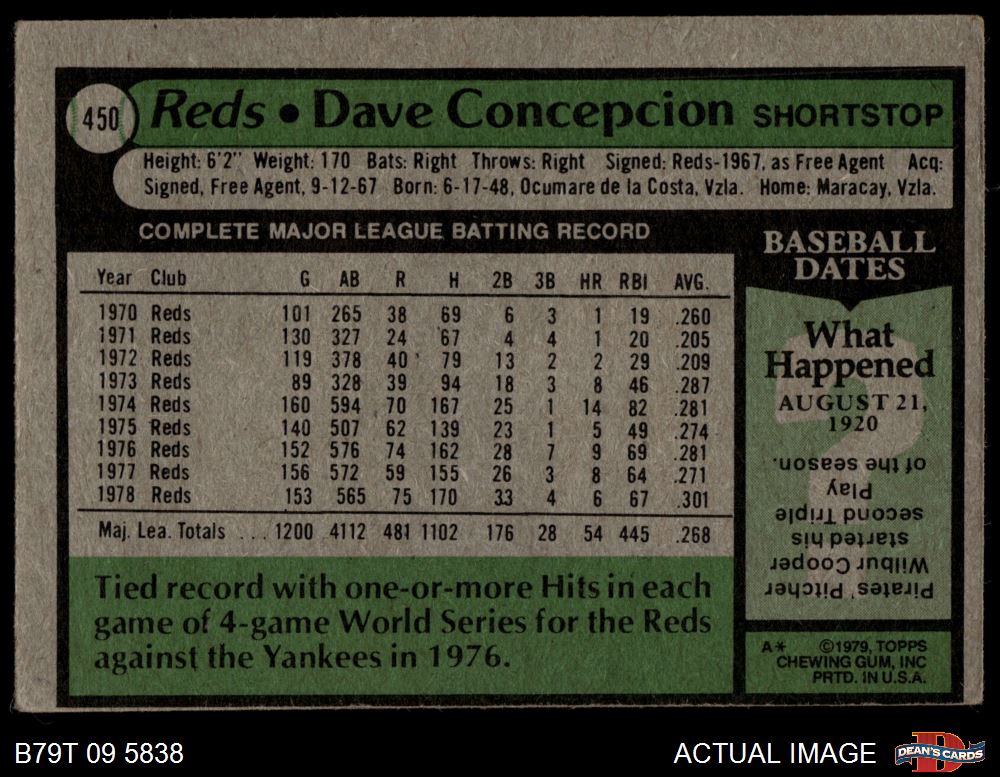 450
Reds • Dave Concepcion SHORTSTOP
Height: 6'2" Weight: 170 Bats: Right Throws: Right Signed: Reds-1967, as Free Agent Acq:
Signed, Free Agent, 9-12-67 Born: 6-17-48, Ocumare de la Costa, Vzla. Home: Maracay, Vzla.
COMPLETE MAJOR LEAGUE BATTING RECORD
Year Club G AB R H 2B 3B HR RBI AVG.
1970 Reds 101 265 38 69 6 3 1 19 .260
1971 Reds 130 327 24 67 4 4 1 20 .205
1972 Reds 119 378 40 79 13 2 2 29 .209
1973 Reds 89 328 39 94 18 3 8 46 .287
1974 Reds 160 594 70 167 25 1 14 82 .281
1975 Reds 140 507 62 139 23 1 5 49 .274
1976 Reds 152 576 74 162 28 7 9 69 .281
1977 Reds 156 572 59 155 26 3 8 64 .271
1978 Reds 153 565 75 170 33 4 6 67 .301
Maj. Lea. Totals ... 1200 4112 481 1102 176 28 54 445 .268
Tied record with one-or-more Hits in each
game of 4-game World Series for the Reds
against the Yankees in 1976.
BASEBALL
DATES
What
Happened
AUGUST 21,
1920
Pirates' Pitcher
Wilbur Cooper
started his
second Triple
Play
of the season.
A* ©1979, TOPPS
CHEWING GUM, INC
PRTD. IN U.S.A.
B79T 09 5838
ACTUAL IMAGE
D
DEAN'S CARDS